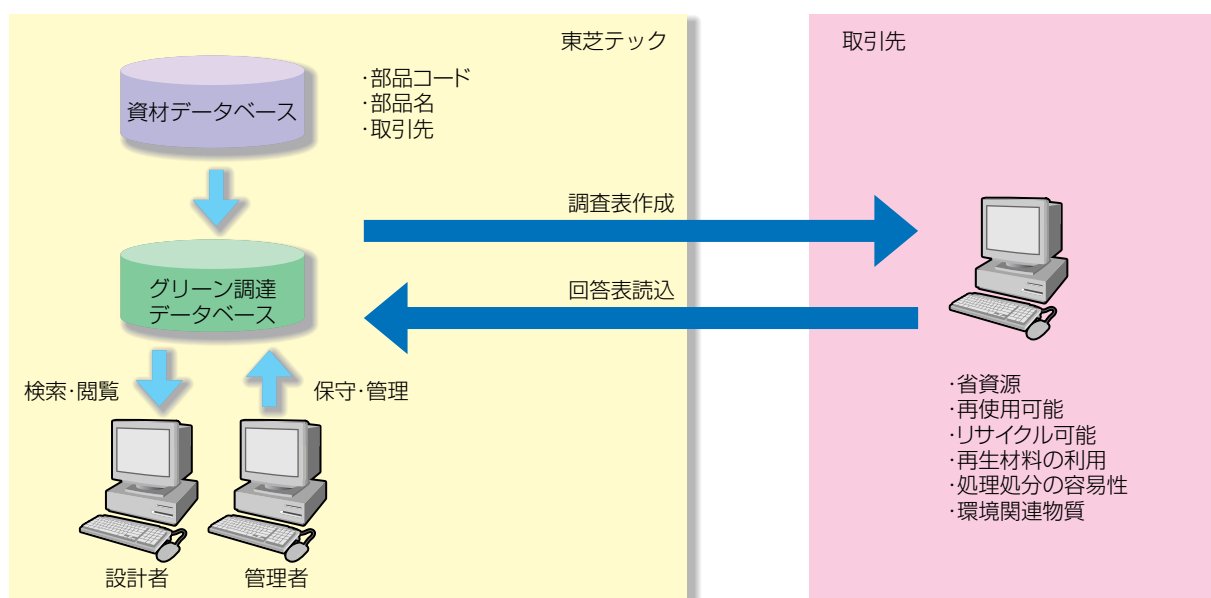 東芝テック
資材データベース
・部品コード
・部品名
・取引先
調査表作成
グリーン調達
データベース
回答表読込
検索・閲覧
保守・管理
設計者
管理者
取引先
・省資源
・再使用可能
・リサイクル可能
・再生材料の利用
・処理処分の容易性
・環境関連物質